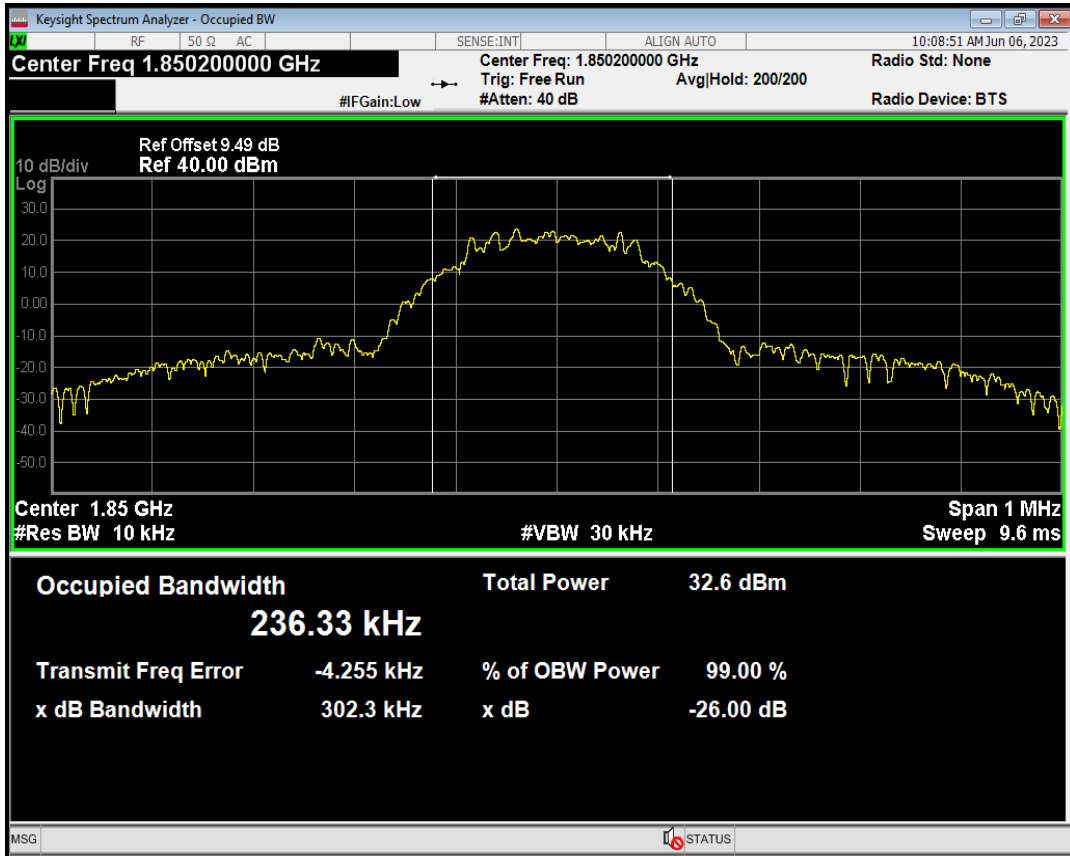 Keysight Spectrum Analyzer - Occupied BW
LXI RF 50 Ω AC SENSE:INT ALIGN AUTO 10:08:51 AM Jun 06, 2023
Center Freq 1.850200000 GHz Center Freq: 1.850200000 GHz Radio Std: None
Trig: Free Run Avg|Hold: 200/200
#IFGain:Low #Atten: 40 dB Radio Device: BTS
Ref Offset 9.49 dB
10 dB/div Ref 40.00 dBm
Log
30.0
20.0
10.0
0.00
-10.0
-20.0
-30.0
-40.0
-50.0
Center 1.85 GHz Span 1 MHz
#Res BW 10 kHz #VBW 30 kHz Sweep 9.6 ms
Occupied Bandwidth Total Power 32.6 dBm
236.33 kHz
Transmit Freq Error -4.255 kHz % of OBW Power 99.00 %
x dB Bandwidth 302.3 kHz x dB -26.00 dB
MSG STATUS